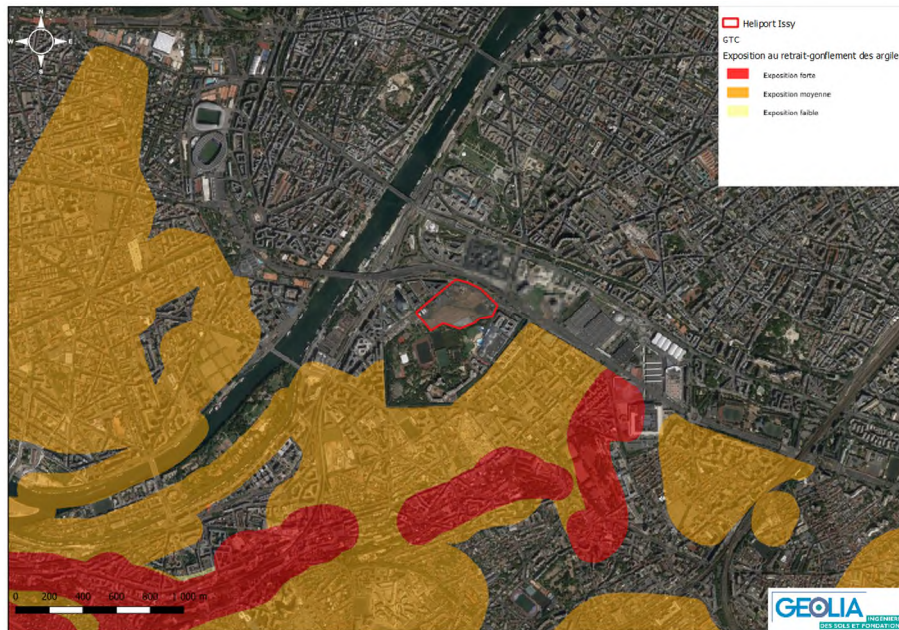 N
W
E
S
Heliport Issy
GTC
Exposition au retrait-gonflement des argile
Exposition forte
Exposition moyenne
Exposition faible
0 200 400 600 800 1 000 m
GEOLIA
INGÉNIERIE
DES SOLS ET FONDATION